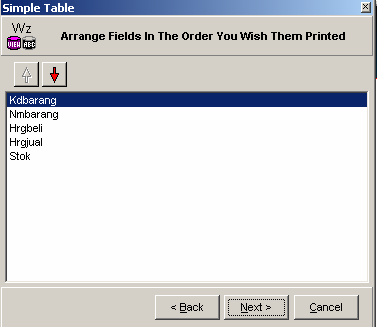 Simple Table
Wz
VIEW ABC
Arrange Fields In The Order You Wish Them Printed
Kdbarang
Nmbarang
Hrgbeli
Hrgjual
Stok
< Back
Next >
Cancel